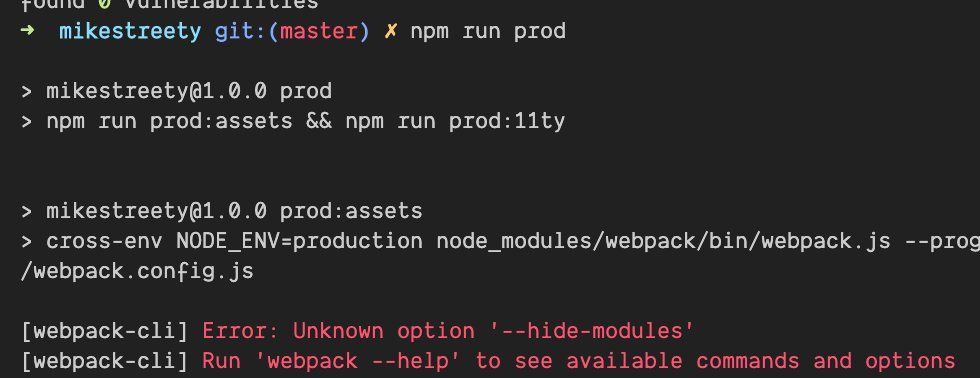 found 0 vulnerabilities
➜ mikestreety git:(master) ✗ npm run prod
> mikestreety@1.0.0 prod
> npm run prod:assets && npm run prod:11ty
> mikestreety@1.0.0 prod:assets
> cross-env NODE_ENV=production node_modules/webpack/bin/webpack.js --prog
/webpack.config.js
[webpack-cli] Error: Unknown option '--hide-modules'
[webpack-cli] Run 'webpack --help' to see available commands and options